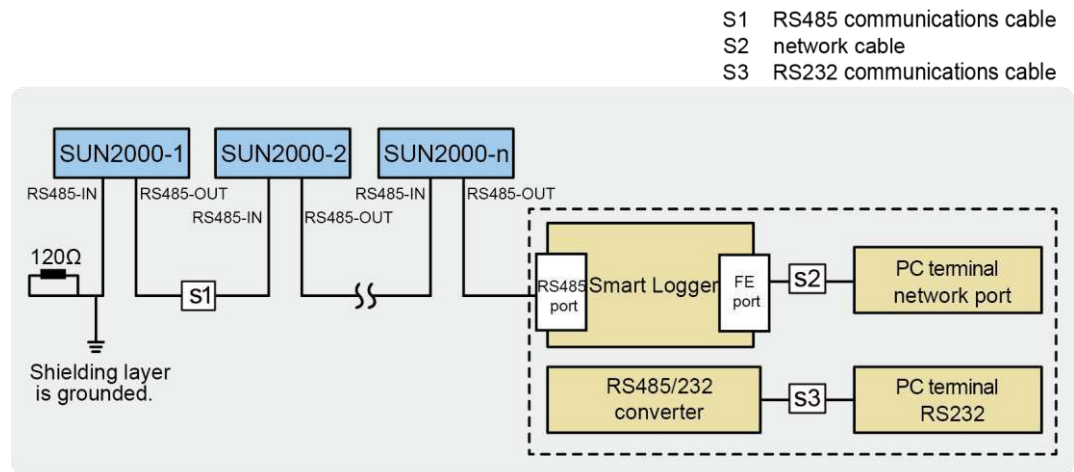 S1 RS485 communications cable
S2 network cable
S3 RS232 communications cable
SUN2000-1
SUN2000-2
SUN2000-n
RS485-IN
RS485-OUT
RS485-IN
RS485-OUT
RS485-IN
RS485-OUT
120Ω
S1
Shielding layer
is grounded.
RS485
port
Smart Logger
FE
port
S2
PC terminal
network port
RS485/232
converter
S3
PC terminal
RS232